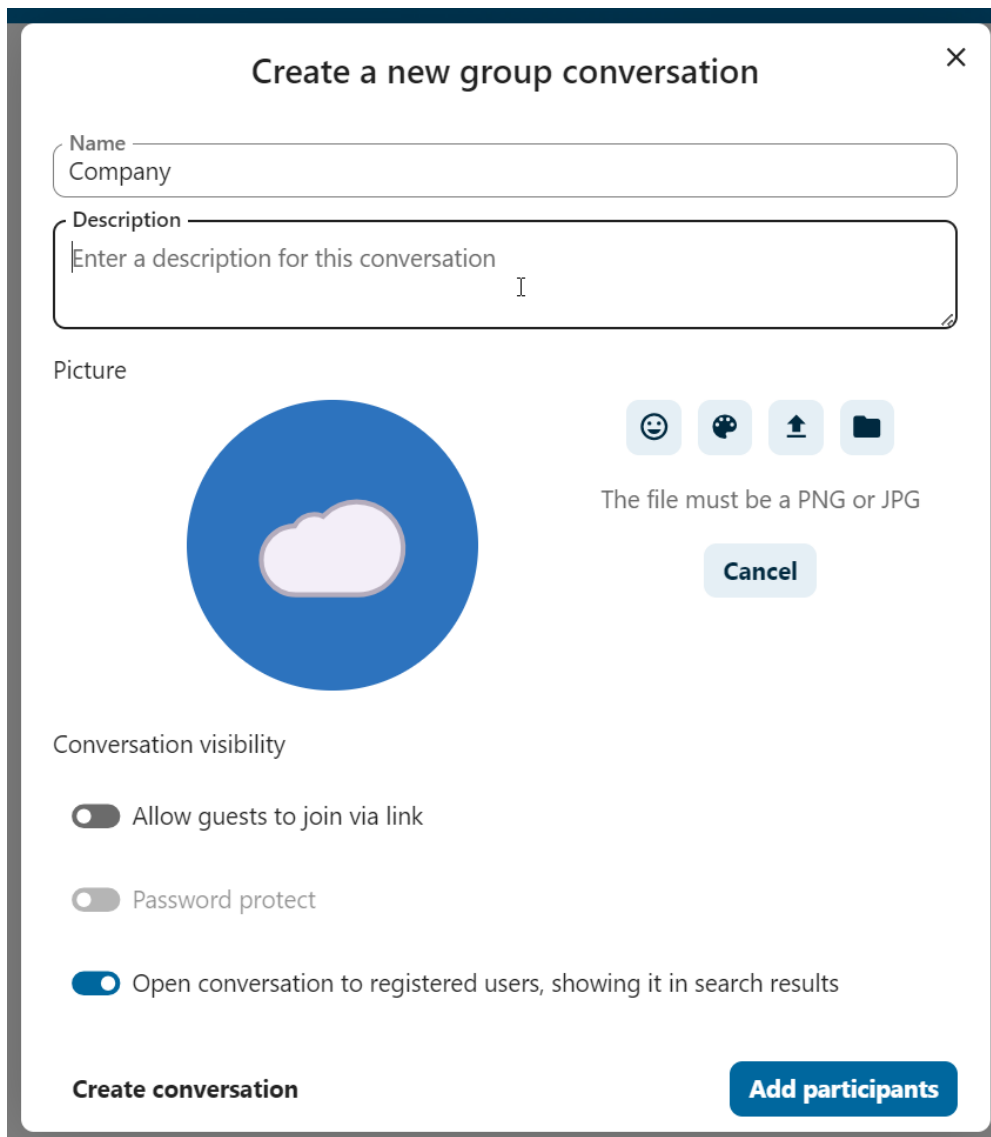 Create a new group conversation
Name
Company
Description
Enter a description for this conversation
Picture
The file must be a PNG or JPG
Cancel
Conversation visibility
Allow guests to join via link
Password protect
Open conversation to registered users, showing it in search results
Create conversation
Add participants